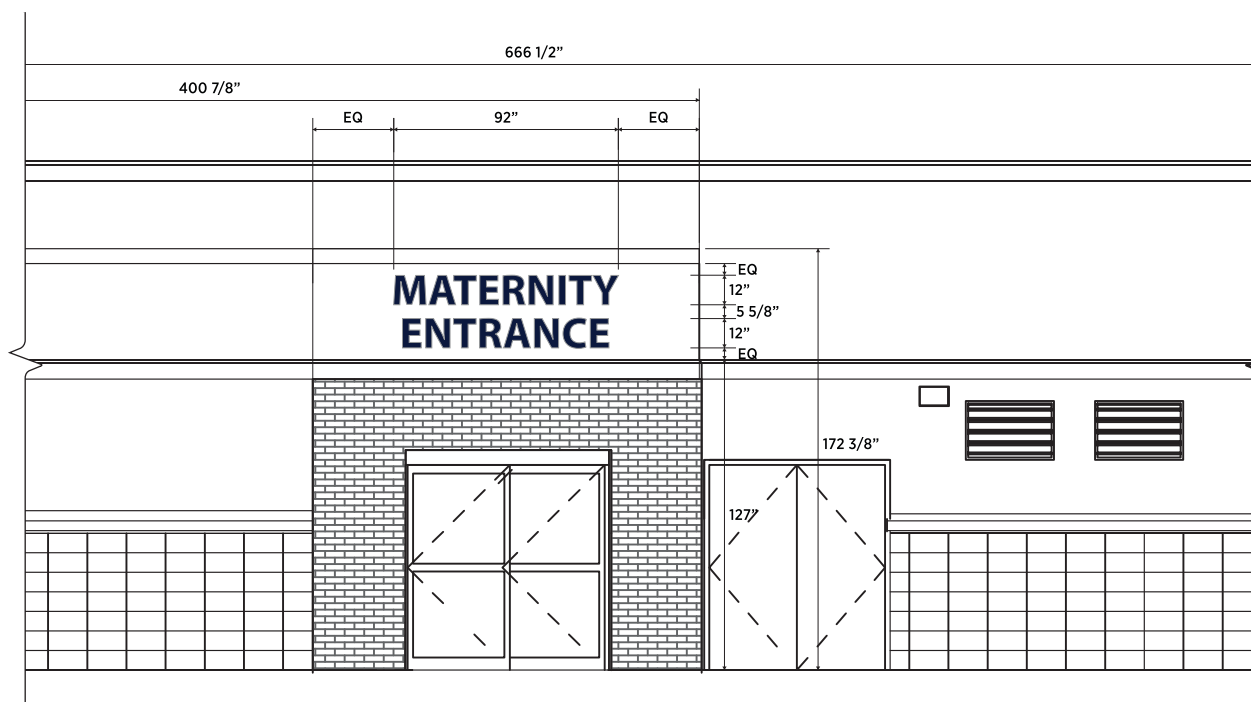 666 1/2”
400 7/8”
EQ 92” EQ
EQ
MATERNITY
12”
5 5/8”
ENTRANCE
12”
EQ
172 3/8”
127”